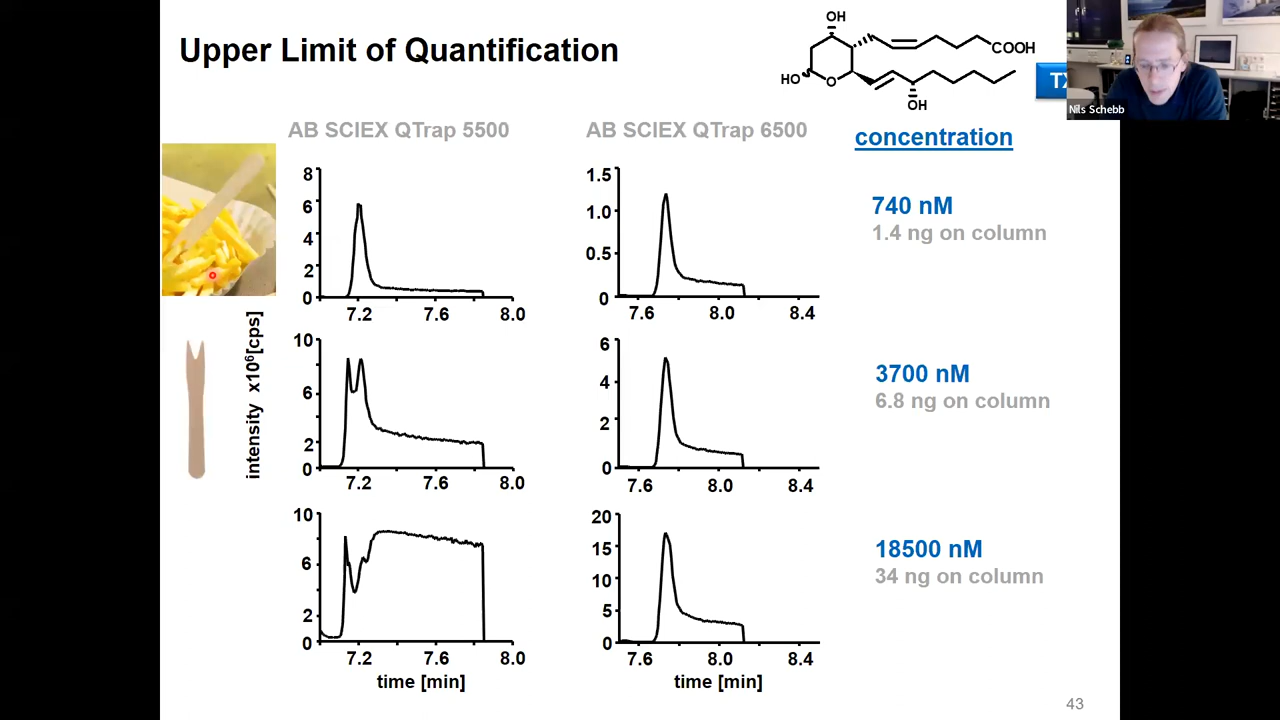 Upper Limit of Quantification
OH
COOH
HO
O
OH
Nils Schebb
AB SCIEX QTrap 5500
AB SCIEX QTrap 6500
concentration
8
6
4
2
0
7.2 7.6 8.0
1.5
1.0
0.5
0
7.6 8.0 8.4
740 nM
1.4 ng on column
intensity x10⁶[cps]
10
6
2
0
7.2 7.6 8.0
6
4
2
0
7.6 8.0 8.4
3700 nM
6.8 ng on column
10
6
2
0
7.2 7.6 8.0
time [min]
20
15
10
5
0
7.6 8.0 8.4
time [min]
18500 nM
34 ng on column
43